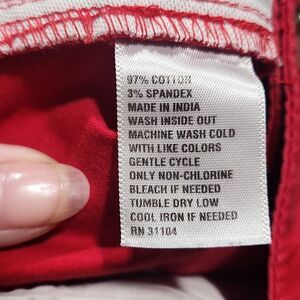 97% COTTON
3% SPANDEX
MADE IN INDIA
WASH INSIDE OUT
MACHINE WASH COLD
WITH LIKE COLORS
GENTLE CYCLE
ONLY NON-CHLORINE
BLEACH IF NEEDED
TUMBLE DRY LOW
COOL IRON IF NEEDED
RN 31104